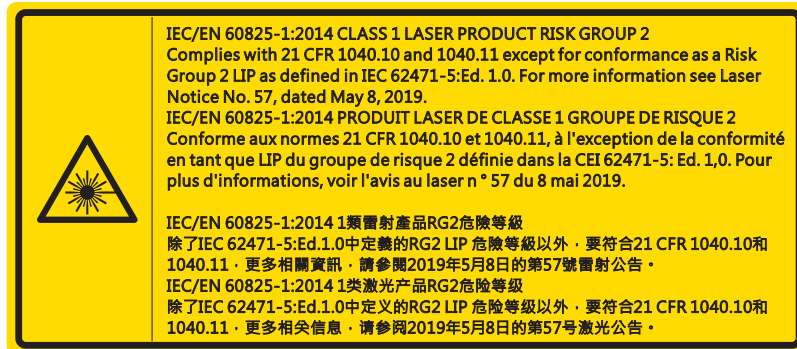 IEC/EN 60825-1:2014 CLASS 1 LASER PRODUCT RISK GROUP 2
Complies with 21 CFR 1040.10 and 1040.11 except for conformance as a Risk
Group 2 LIP as defined in IEC 62471-5:Ed. 1.0. For more information see Laser
Notice No. 57, dated May 8, 2019.
IEC/EN 60825-1:2014 PRODUIT LASER DE CLASSE 1 GROUPE DE RISQUE 2
Conforme aux normes 21 CFR 1040.10 et 1040.11, à l'exception de la conformité
en tant que LIP du groupe de risque 2 définie dans la CEI 62471-5: Ed. 1,0. Pour
plus d'informations, voir l'avis au laser n ° 57 du 8 mai 2019.
IEC/EN 60825-1:2014 1類雷射產品RG2危險等級
除了IEC 62471-5:Ed.1.0中定義的RG2 LIP 危險等級以外，要符合21 CFR 1040.10和
1040.11，更多相關資訊，請參閱2019年5月8日的第57號雷射公告。
IEC/EN 60825-1:2014 1类激光产品RG2危险等级
除了IEC 62471-5:Ed.1.0中定义的RG2 LIP 危险等级以外，要符合21 CFR 1040.10和
1040.11，更多相关信息，请参阅2019年5月8日的第57号激光公告。